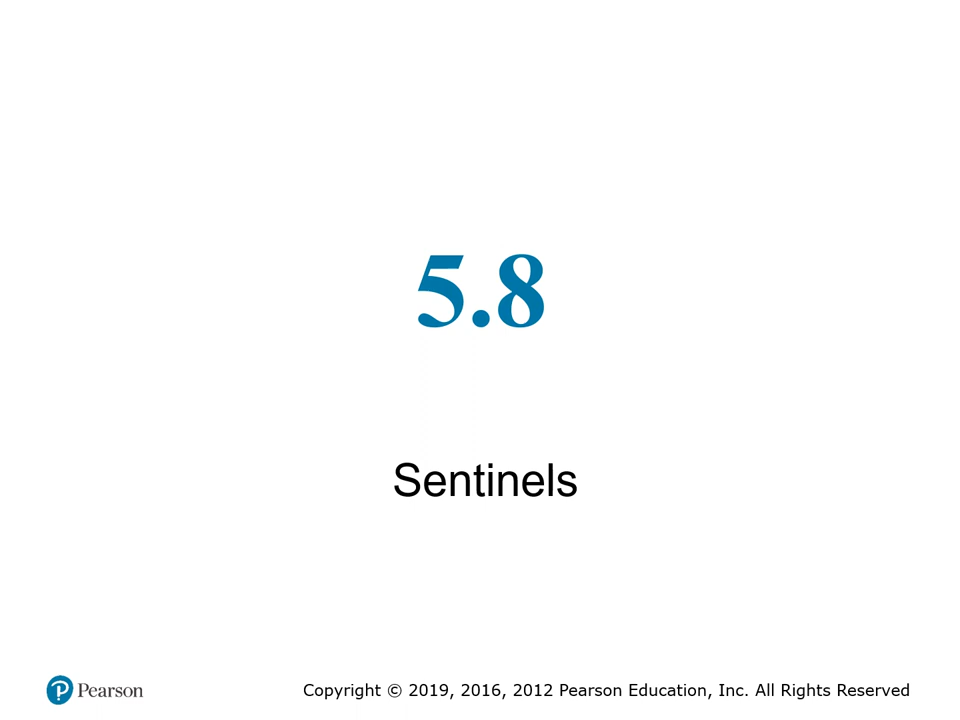 5.8
Sentinels
Pearson
Copyright © 2019, 2016, 2012 Pearson Education, Inc. All Rights Reserved